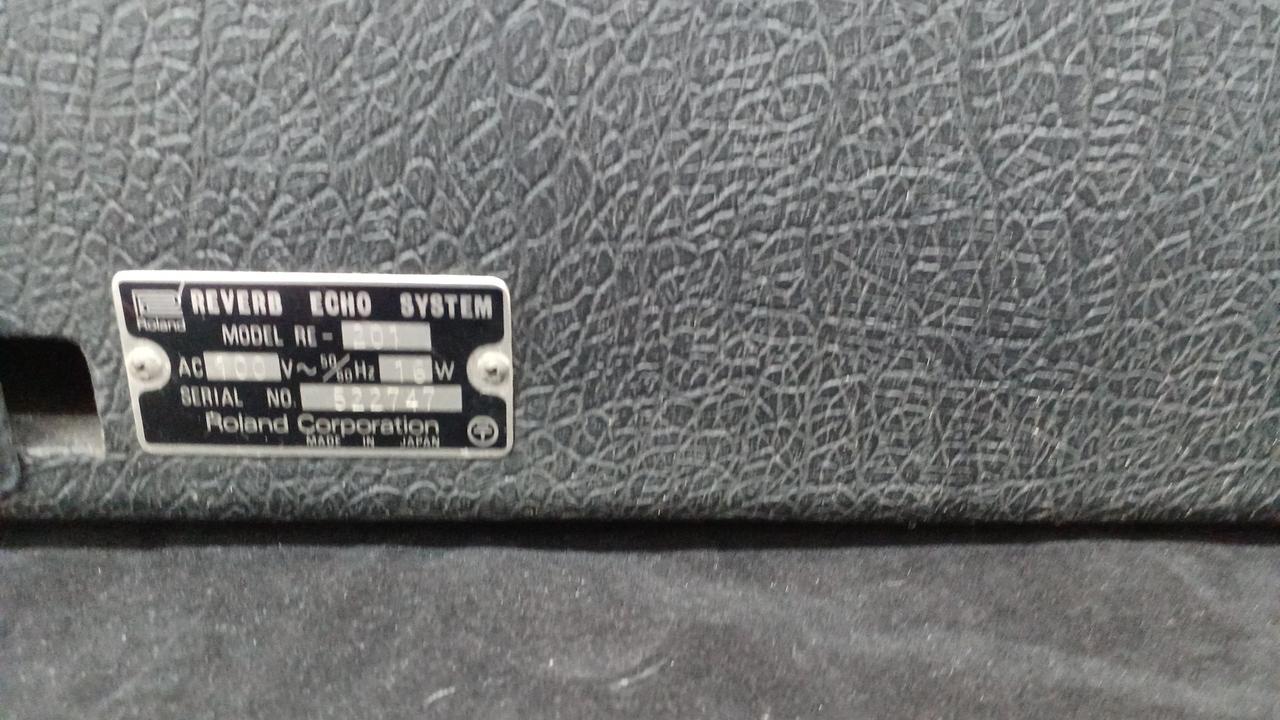 Roland REVERB ECHO SYSTEM
MODEL RE-201
AC 100 V~ 50/60 Hz 16 W
SERIAL NO. 522747
Roland Corporation
MADE IN JAPAN